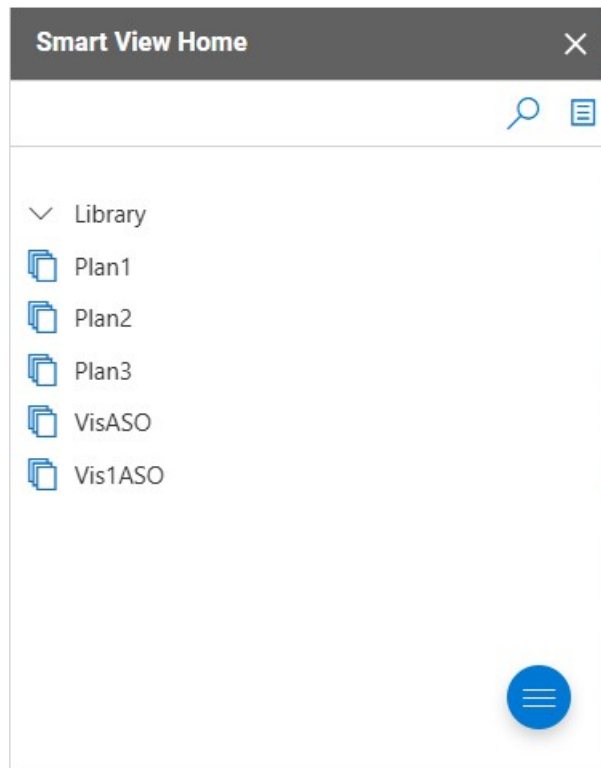 Smart View Home
Library
Plan1
Plan2
Plan3
VisASO
Vis1ASO